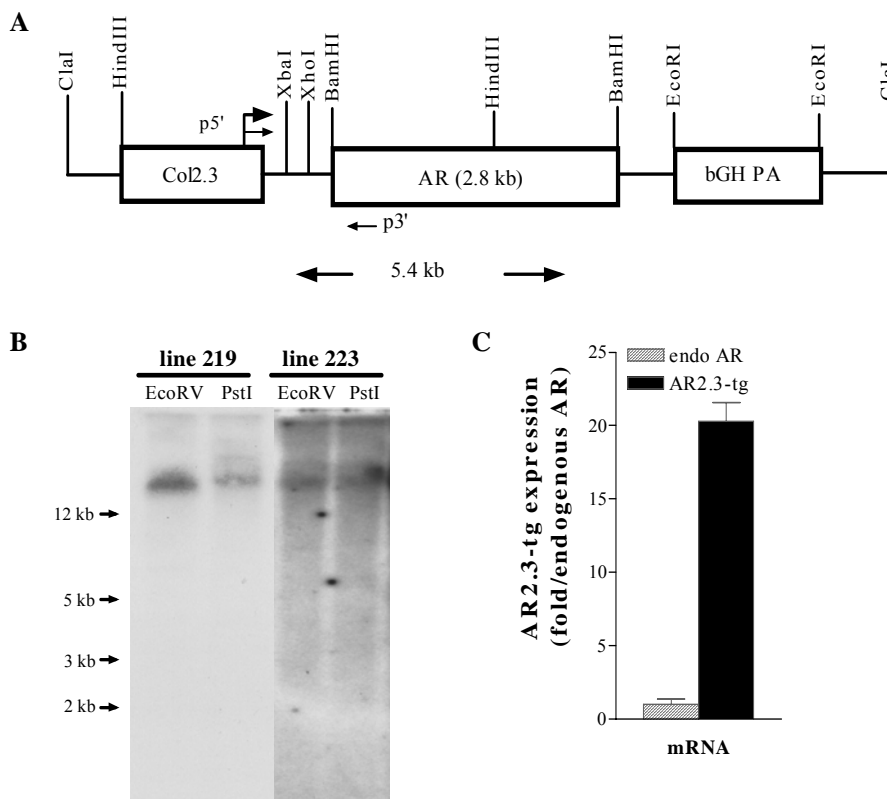 A
ClaI HindIII XbaI XhoI BamHI HindIII BamHI EcoRI EcoRI ClaI
p5'
Col2.3 AR (2.8 kb) bGH PA
p3'
5.4 kb
B
line 219 line 223
EcoRV PstI EcoRV PstI
12 kb
5 kb
3 kb
2 kb
C
endo AR
AR2.3-tg
AR2.3-tg expression
(fold/endogenous AR)
25
20
15
10
5
0
mRNA